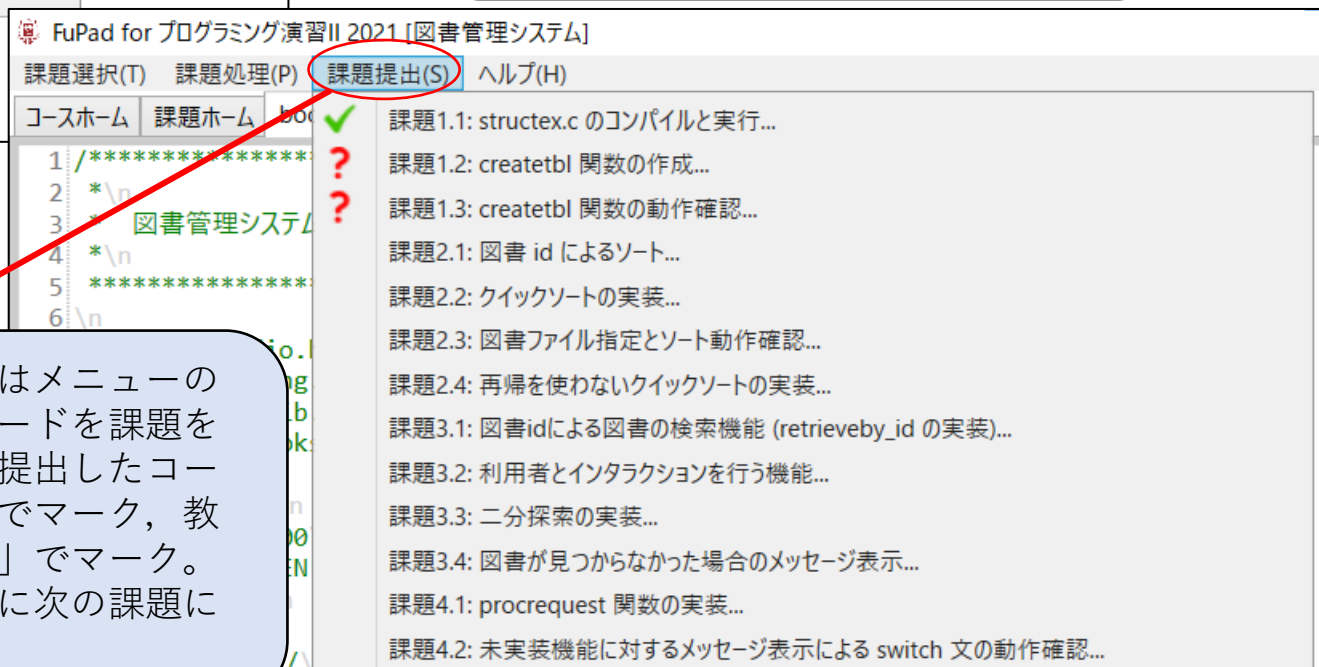 FuPad for プログラミング演習II 2021 [図書管理システム]
課題選択(T) 課題処理(P) 課題提出(S) ヘルプ(H)
コースホーム 課題ホーム boo
課題1.1: structex.c のコンパイルと実行...
課題1.2: createtbl 関数の作成...
課題1.3: createtbl 関数の動作確認...
課題2.1: 図書 id によるソート...
課題2.2: クイックソートの実装...
課題2.3: 図書ファイル指定とソート動作確認...
課題2.4: 再帰を使わないクイックソートの実装...
課題3.1: 図書idによる図書の検索機能 (retrieveby_id の実装)...
課題3.2: 利用者とインタラクションを行う機能...
課題3.3: 二分探索の実装...
課題3.4: 図書が見つからなかった場合のメッセージ表示...
課題4.1: procrequest 関数の実装...
課題4.2: 未実装機能に対するメッセージ表示による switch 文の動作確認...
1 /****************
2 *\n
3 * 図書管理システム
4 *\n
5 ****************
6 \n
はメニューの
ードを課題を
提出したコー
でマーク，教
」でマーク。
に次の課題に